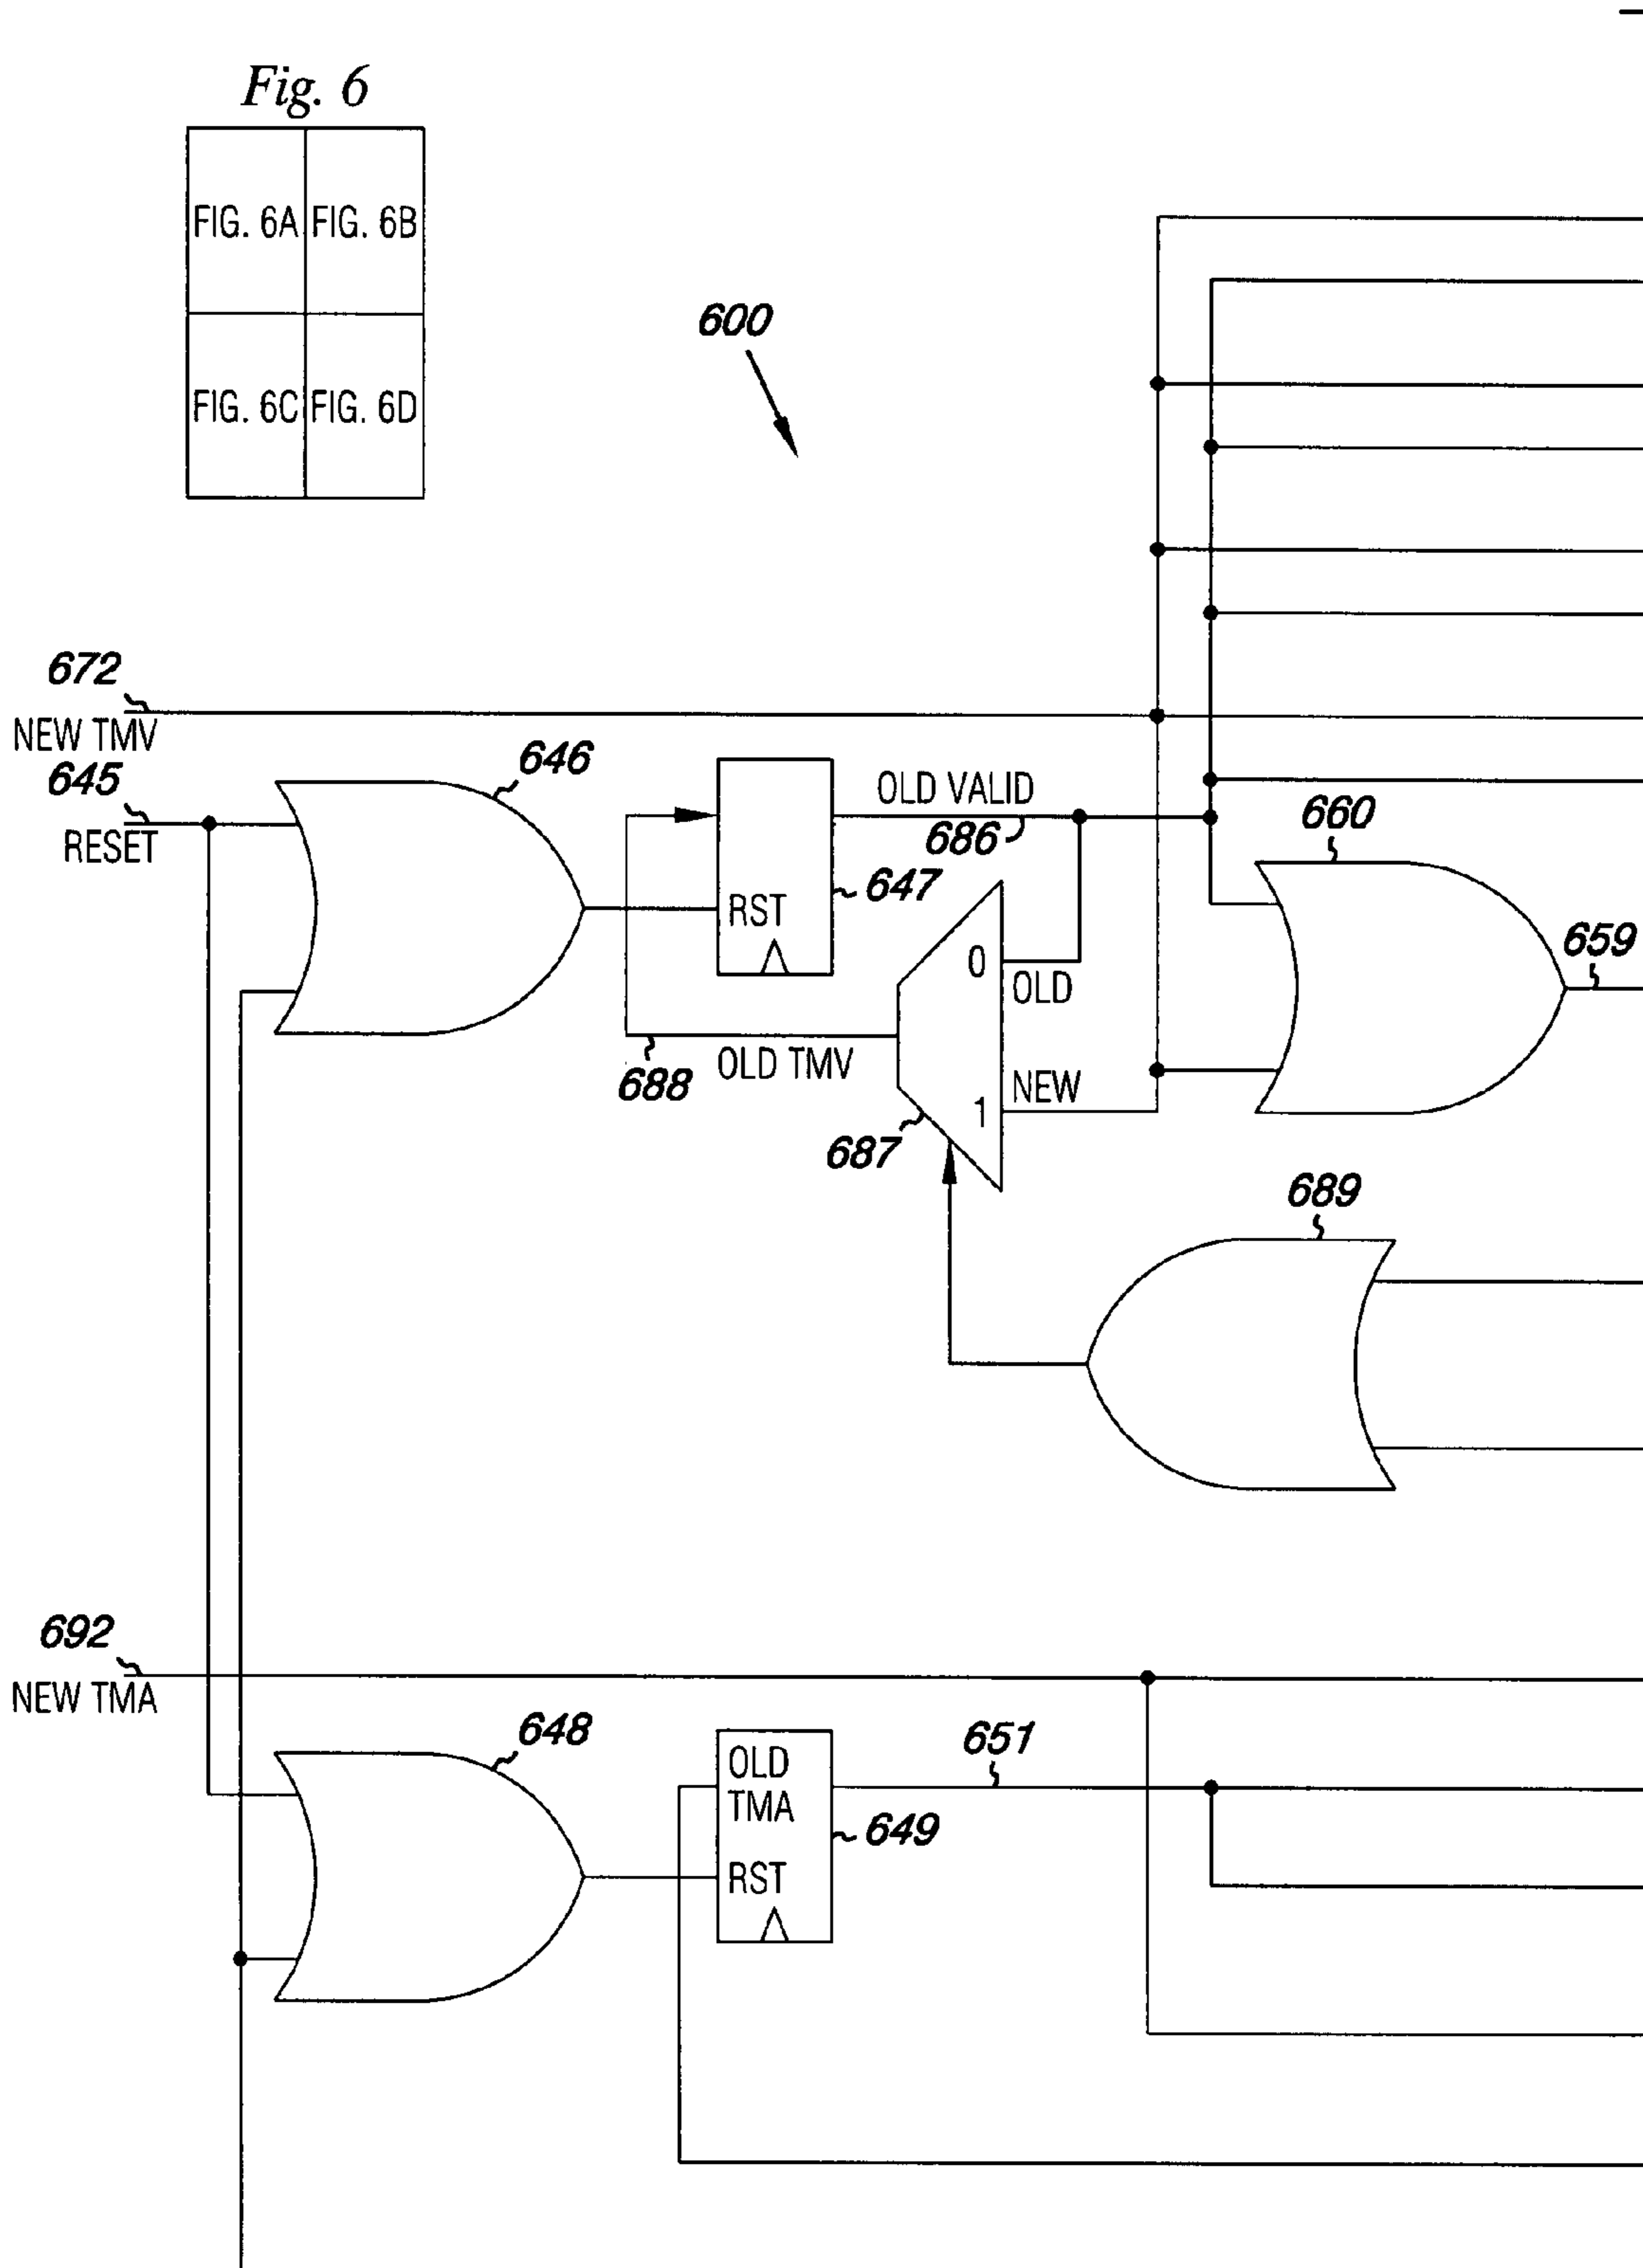 Fig. 6
FIG. 6A FIG. 6B
FIG. 6C FIG. 6D
600
672
NEW TMV
645
RESET
646
OLD VALID
686
647
RST
660
659
0
OLD
688
OLD TMV
NEW
1
687
689
692
NEW TMA
648
OLD
TMA
651
649
RST